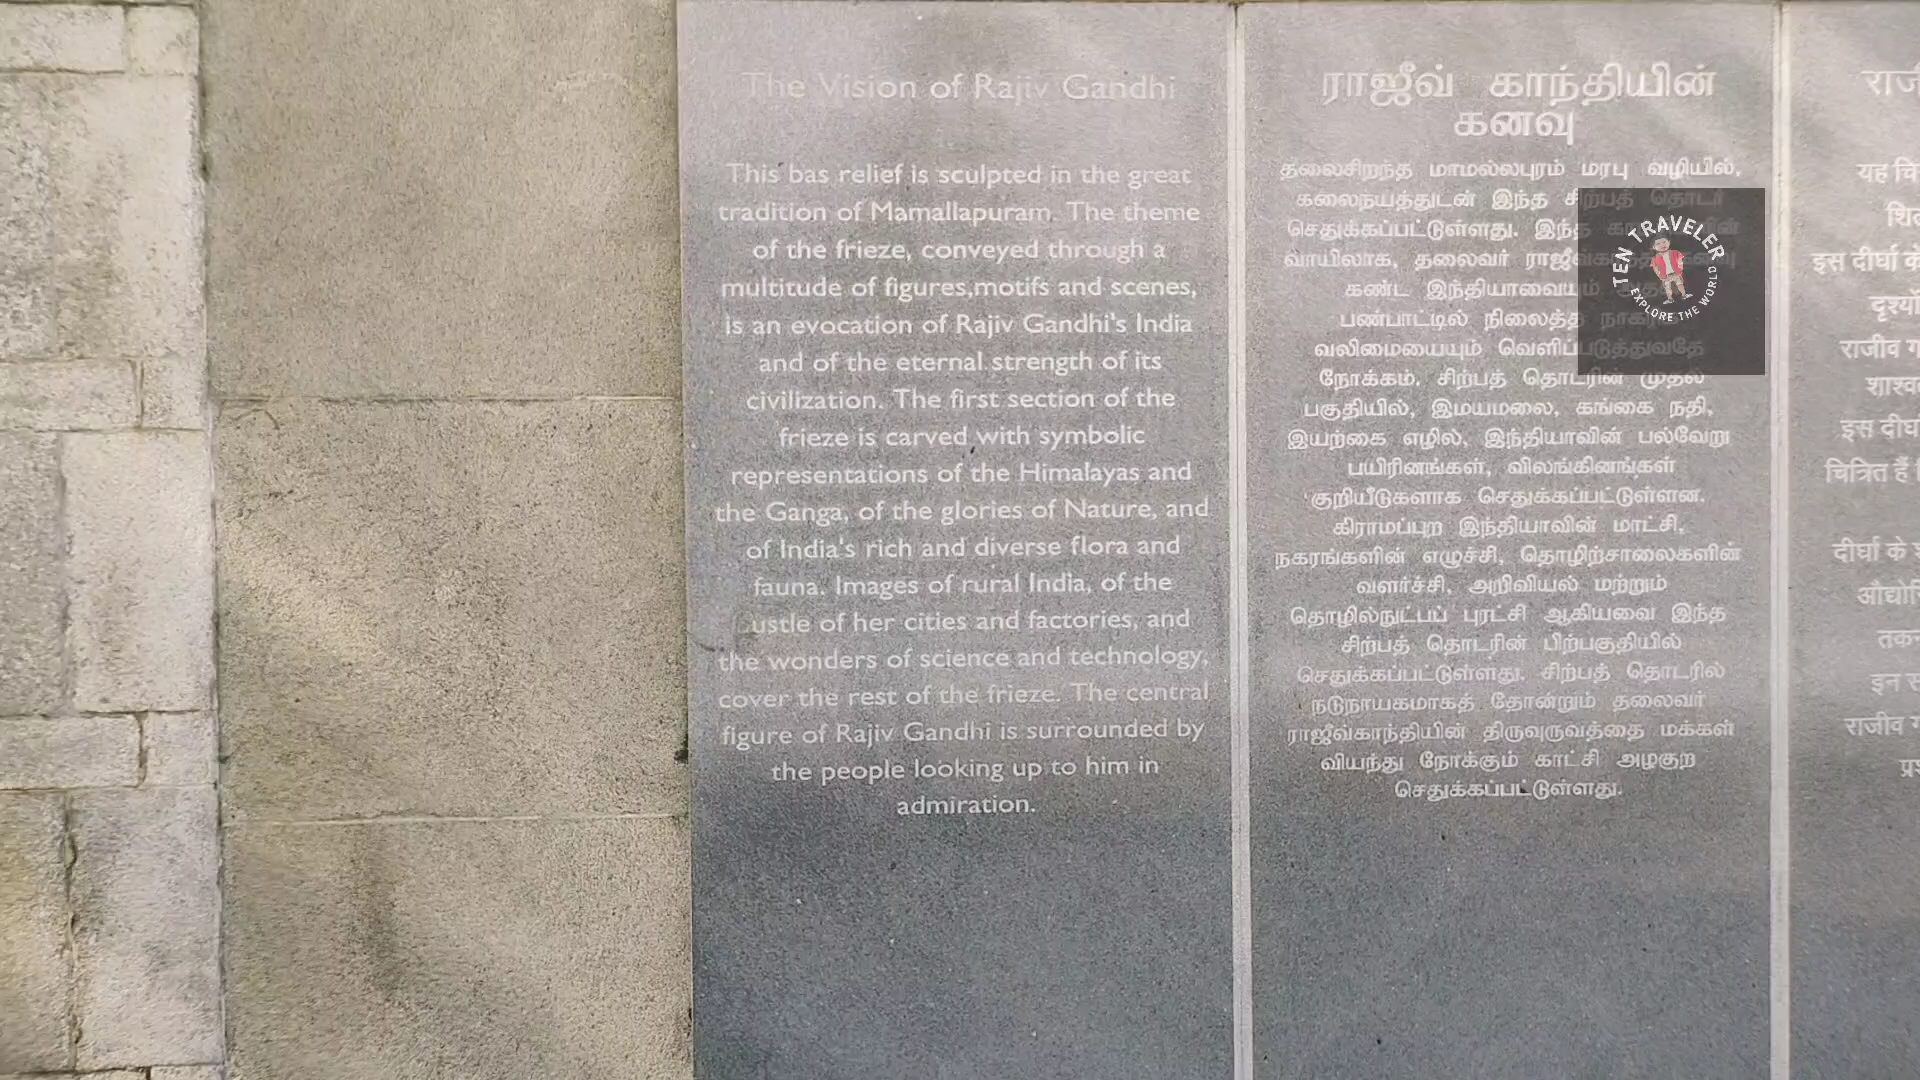 The Vision of Rajiv Gandhi
This bas relief is sculpted in the great
tradition of Mamallapuram. The theme
of the frieze, conveyed through a
multitude of figures,motifs and scenes,
is an evocation of Rajiv Gandhi's India
and of the eternal strength of its
civilization. The first section of the
frieze is carved with symbolic
representations of the Himalayas and
the Ganga, of the glories of Nature, and
of India's rich and diverse flora and
fauna. Images of rural India, of the
bustle of her cities and factories, and
the wonders of science and technology,
cover the rest of the frieze. The central
figure of Rajiv Gandhi is surrounded by
the people looking up to him in
admiration.
ராஜீவ் காந்தியின்
கனவு
தலைசிறந்த மாமல்லபுரம் மரபு வழியில்,
கலைநயத்துடன் இந்த சிற்பத் தொடர்
செதுக்கப்பட்டுள்ளது. இந்த
வாயிலாக, தலைவர்
கண்ட இந்தியாவையும்
பண்பாட்டில் நிலைத்த
வலிமையையும் வெளிப்படுத்துவதே
நோக்கம். சிற்பத் தொடரின் முதல்
பகுதியில், இமயமலை, கங்கை நதி,
இயற்கை எழில், இந்தியாவின் பல்வேறு
பயிரினங்கள், விலங்கினங்கள்
குறியீடுகளாக செதுக்கப்பட்டுள்ளன.
கிராமப்புற இந்தியாவின் மாட்சி,
நகரங்களின் எழுச்சி, தொழிற்சாலைகளின்
வளர்ச்சி, அறிவியல் மற்றும்
தொழில்நுட்பப் புரட்சி ஆகியவை இந்த
சிற்பத் தொடரின் பிற்பகுதியில்
செதுக்கப்பட்டுள்ளது. சிற்பத் தொடரில்
நடுநாயகமாகத் தோன்றும் தலைவர்
ராஜீவ்காந்தியின் திருவுருவத்தை மக்கள்
வியந்து நோக்கும் காட்சி அழகுற
செதுக்கப்பட்டுள்ளது.
यह
इस दीर्घा के
राजीव
इस
चित्रित हैं
दीर्घा के
इन
राजीव
TEN TRAVELER
EXPLORE THE WORLD